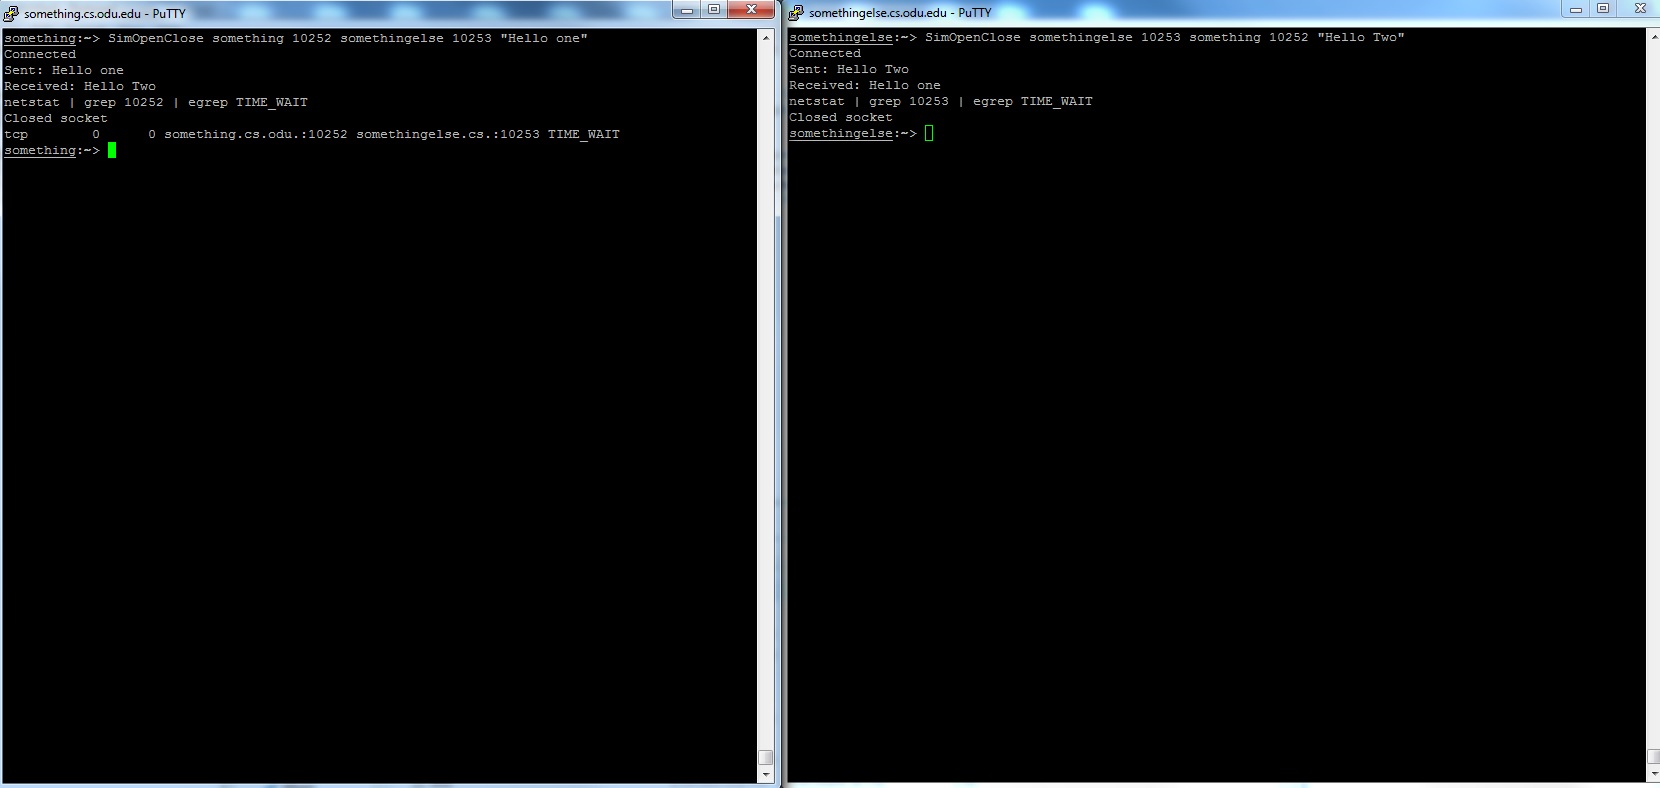 something.cs.odu.edu - PuTTY
something:~> SimOpenClose something 10252 somethingelse 10253 "Hello one"
Connected
Sent: Hello one
Received: Hello Two
netstat | grep 10252 | egrep TIME_WAIT
Closed socket
tcp        0      0 something.cs.odu.:10252 somethingelse.cs.:10253 TIME_WAIT
something:~>
somethingelse.cs.odu.edu - PuTTY
somethingelse:~> SimOpenClose somethingelse 10253 something 10252 "Hello Two"
Connected
Sent: Hello Two
Received: Hello one
netstat | grep 10253 | egrep TIME_WAIT
Closed socket
somethingelse:~>